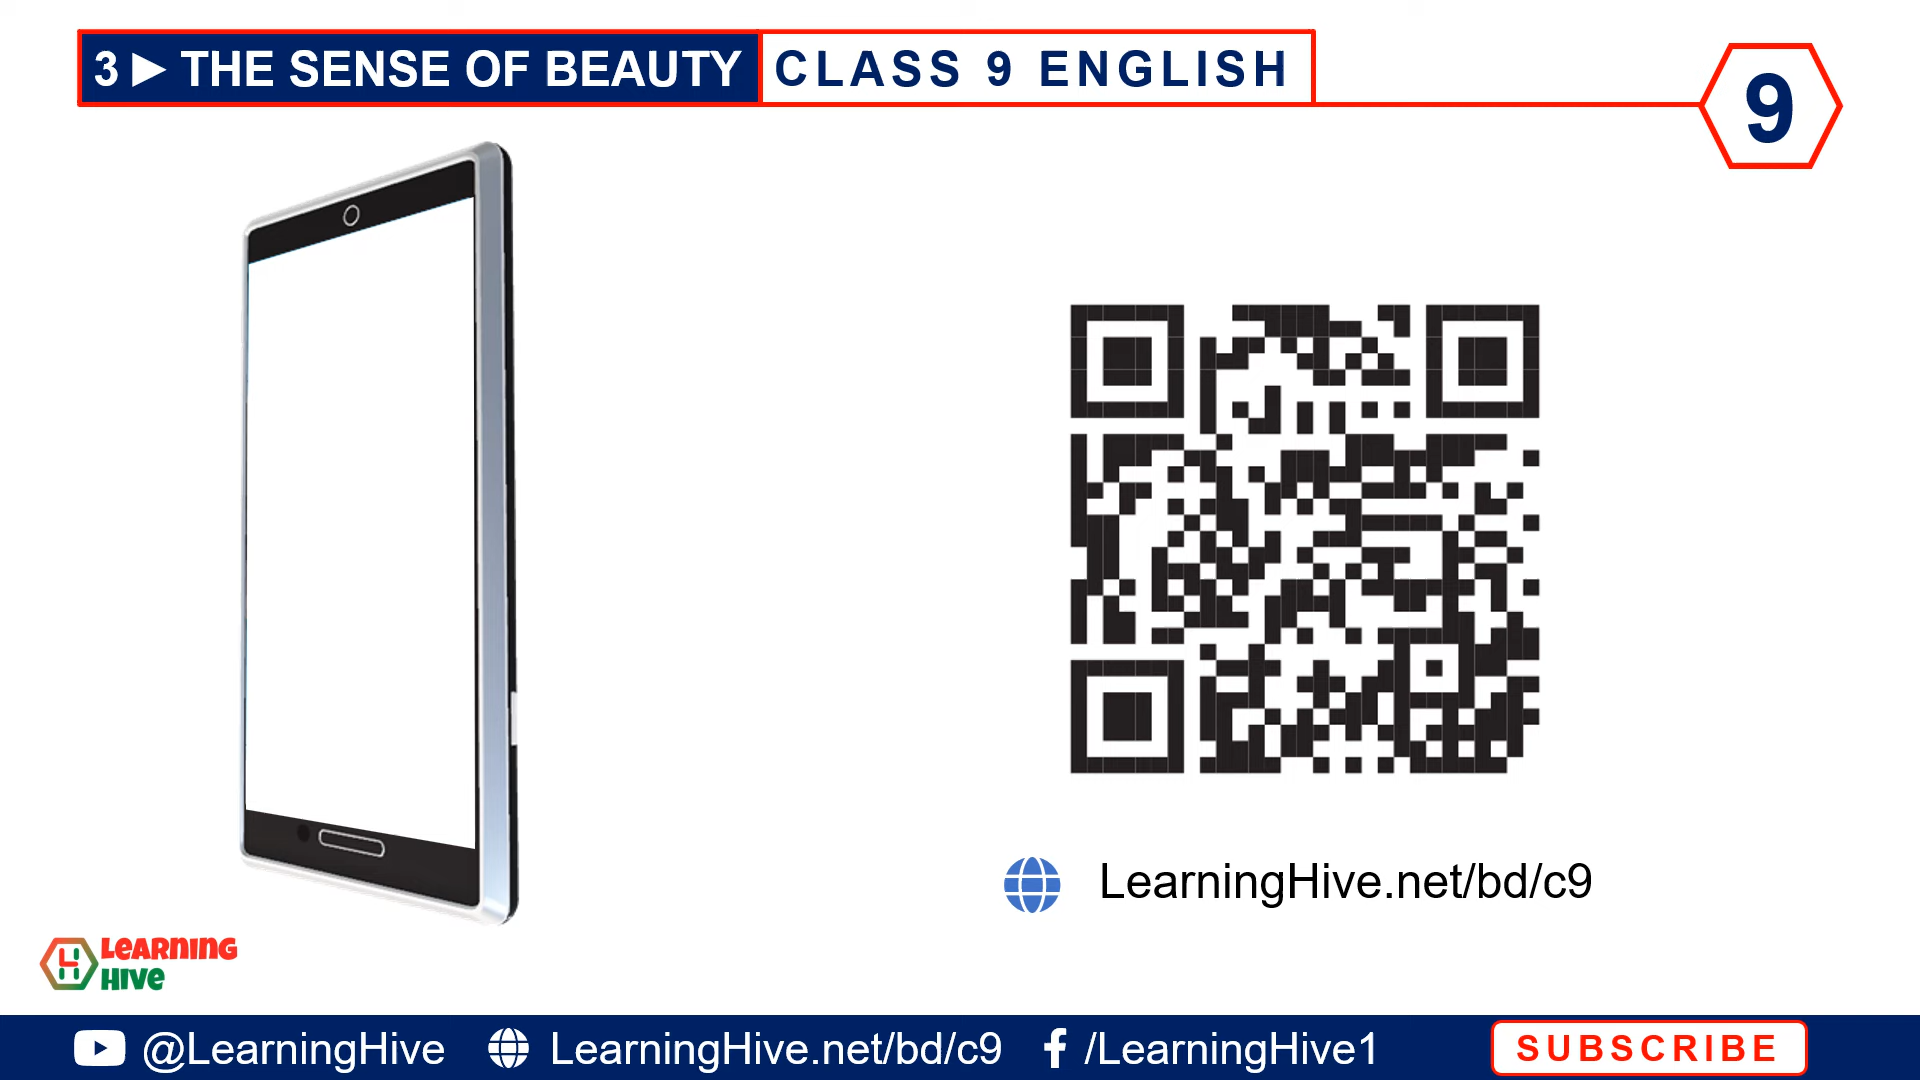 3 ► THE SENSE OF BEAUTY CLASS 9 ENGLISH
9
LearningHive.net/bd/c9
LEARNING
HIVE
@LearningHive LearningHive.net/bd/c9 /LearningHive1 SUBSCRIBE